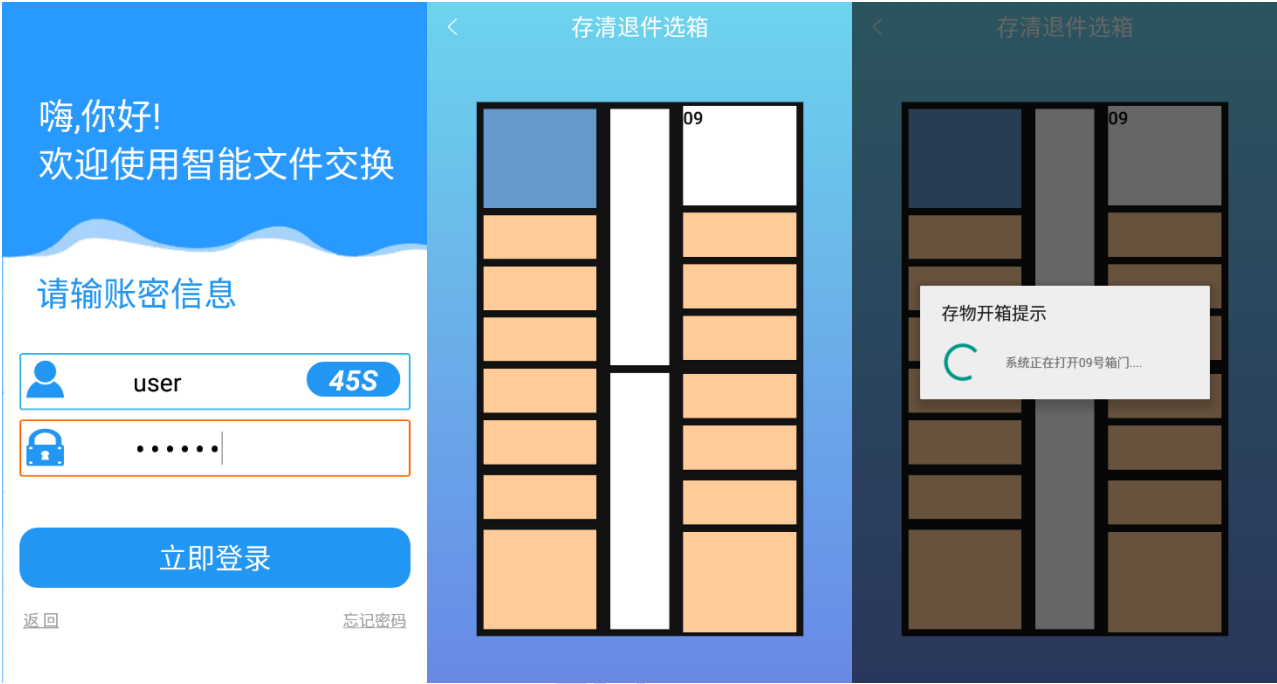 嗨,你好!
欢迎使用智能文件交换
请输账密信息
user
45S
••••••
立即登录
返回
忘记密码
存清退件选箱
09
存清退件选箱
09
存物开箱提示
系统正在打开09号箱门....